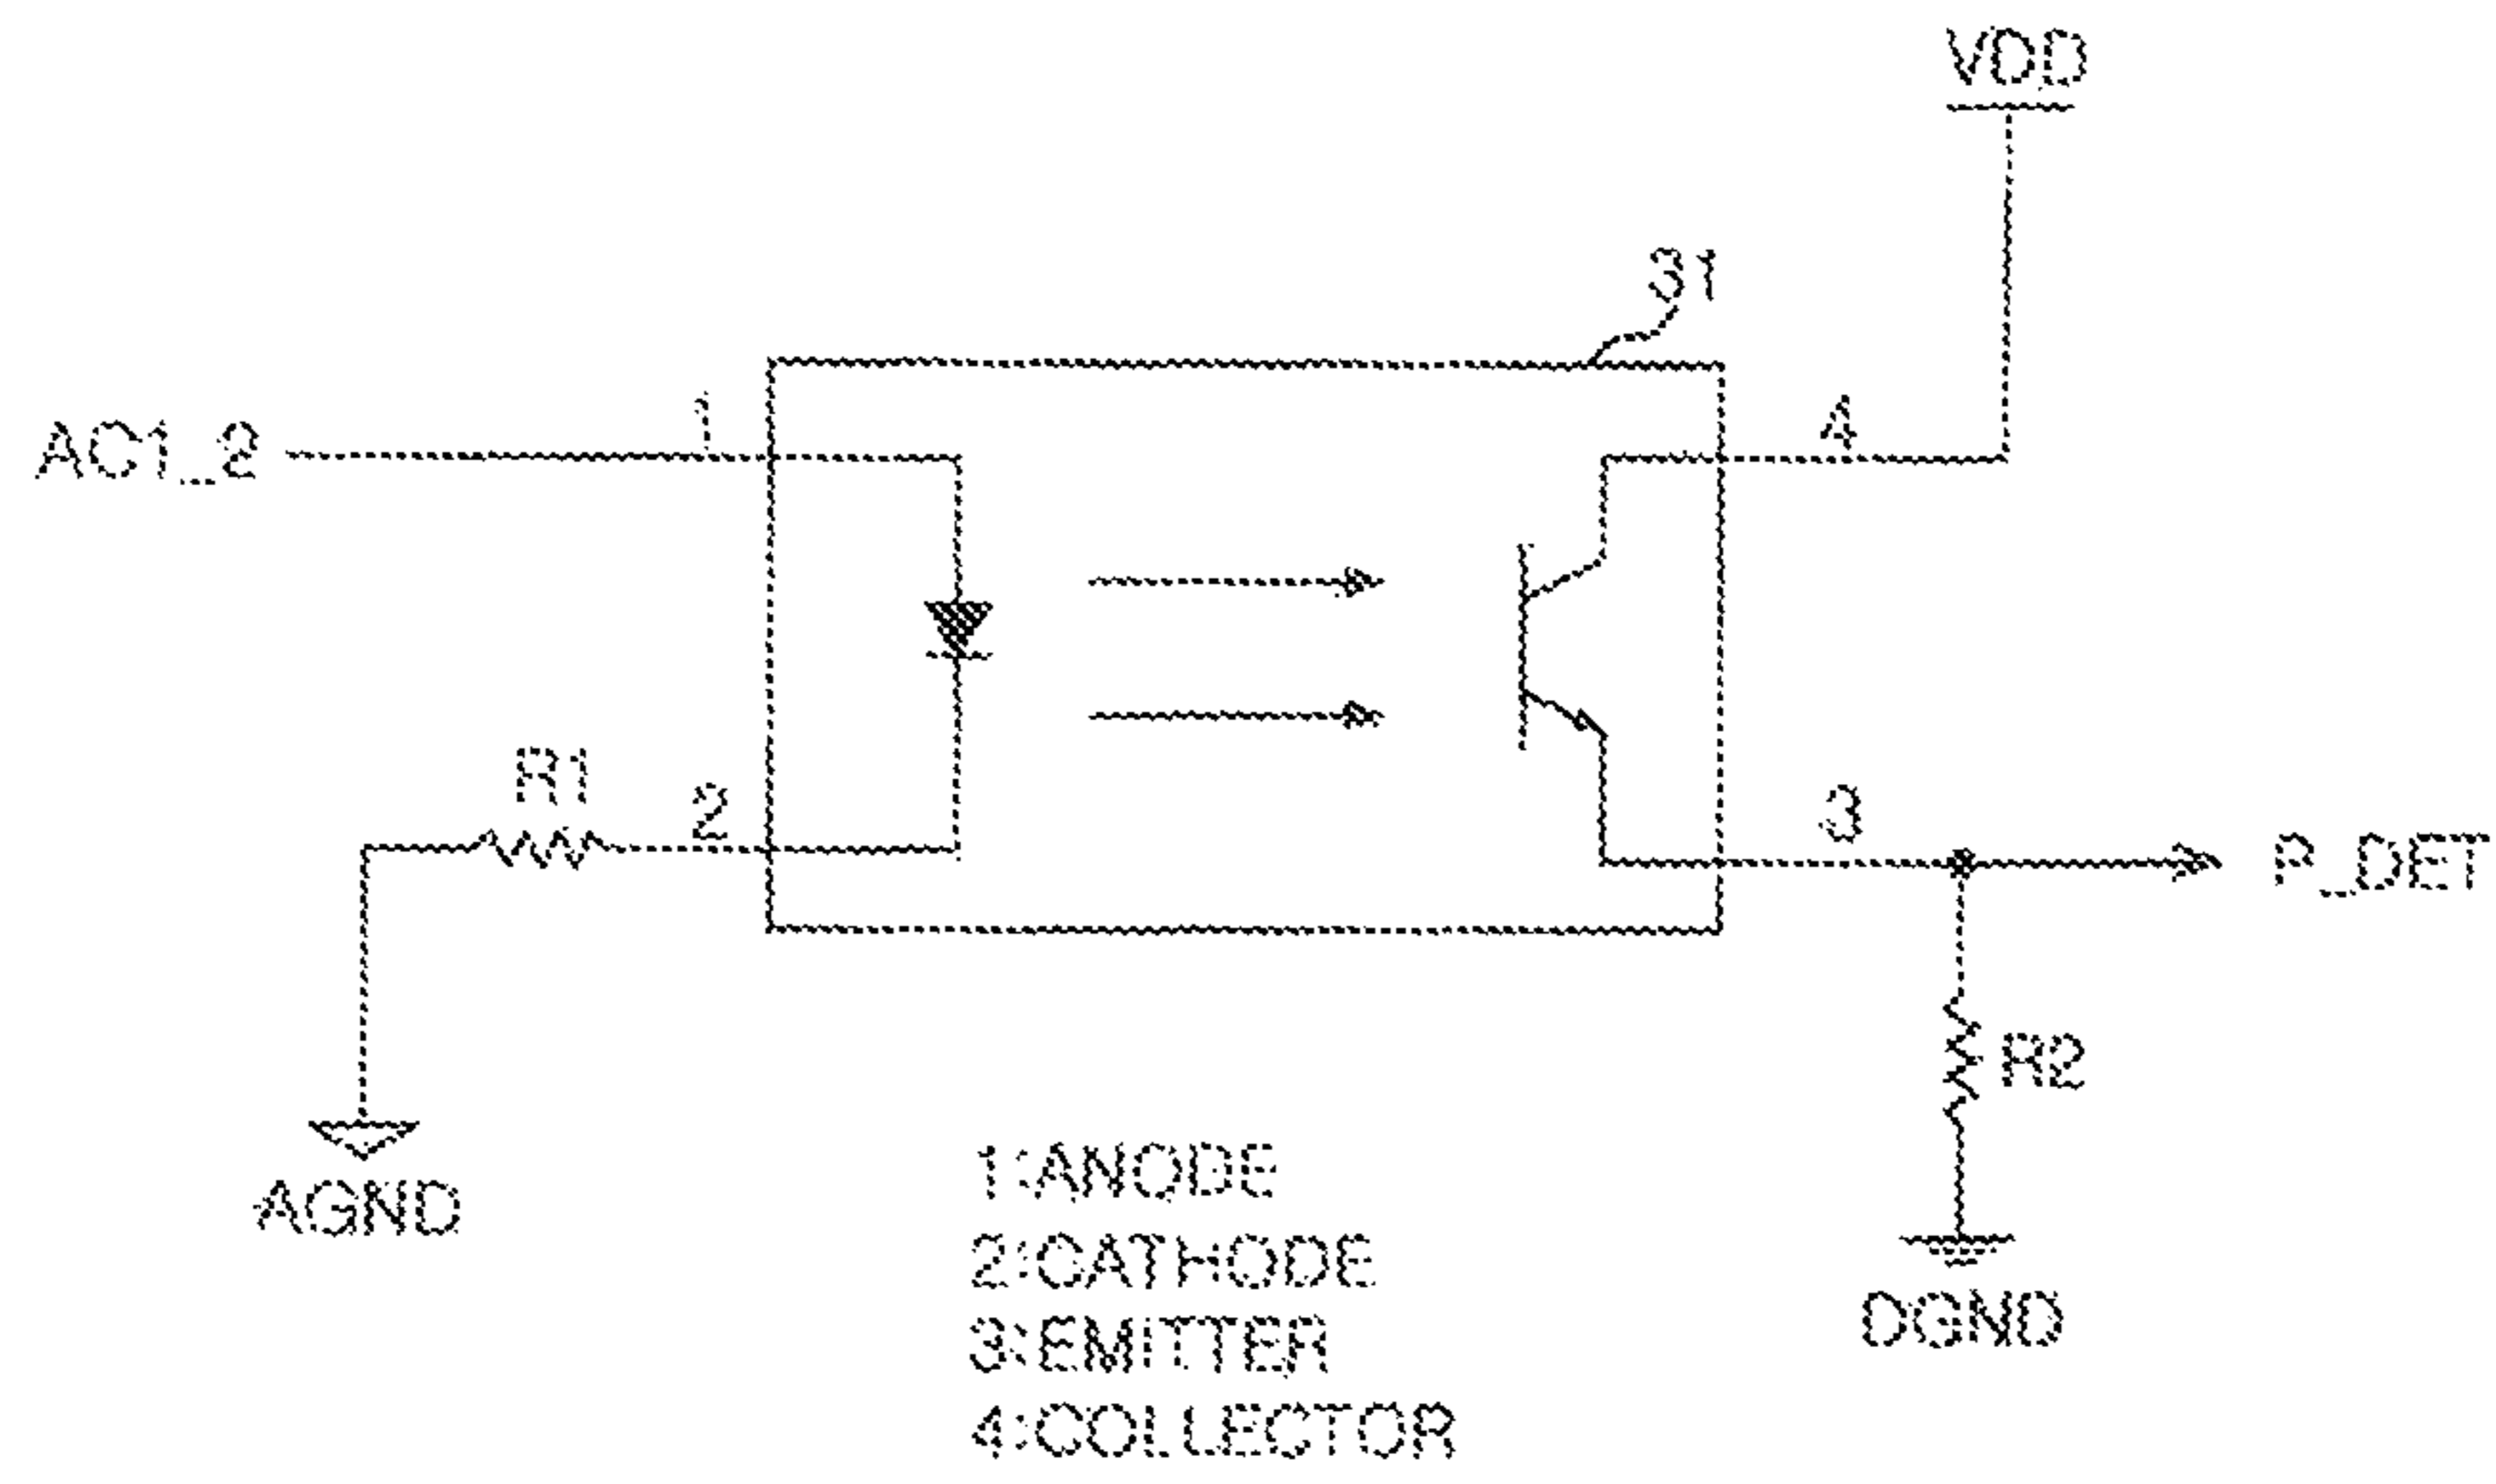 VDD
31
1
4
AC1_2
R1
2
3
P_DET
R2
AGND
DGND
1:ANODE
2:CATHODE
3:EMITTER
4:COLLECTOR